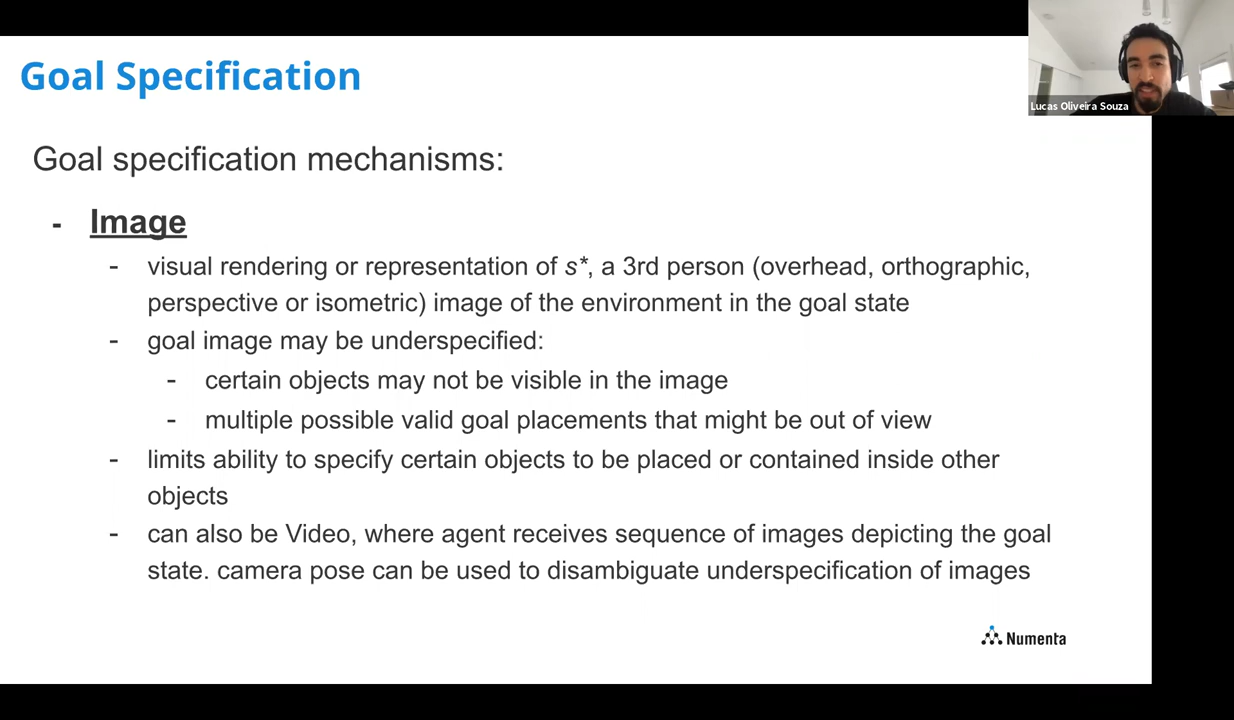 Goal Specification
Lucas Oliveira Souza
Goal specification mechanisms:
- Image
- visual rendering or representation of s*, a 3rd person (overhead, orthographic,
perspective or isometric) image of the environment in the goal state
- goal image may be underspecified:
- certain objects may not be visible in the image
- multiple possible valid goal placements that might be out of view
- limits ability to specify certain objects to be placed or contained inside other
objects
- can also be Video, where agent receives sequence of images depicting the goal
state. camera pose can be used to disambiguate underspecification of images
Numenta